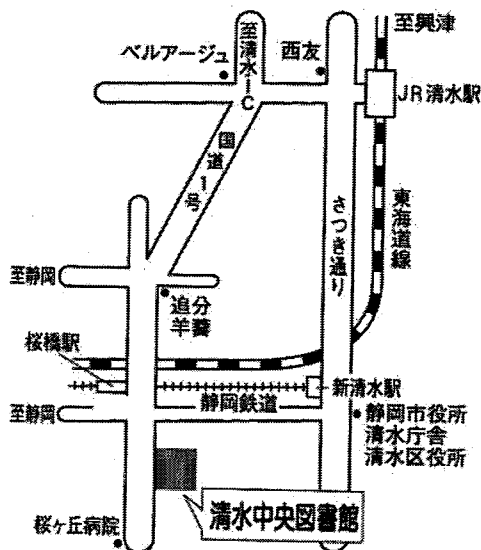 至興津
ベルアージュ
至清水IC
西友
JR清水駅
国道1号
さつき通り
東海道線
至静岡
追分
羊羹
桜橋駅
静岡鉄道
新清水駅
至静岡
静岡市役所
清水庁舎
清水区役所
清水中央図書館
桜ヶ丘病院